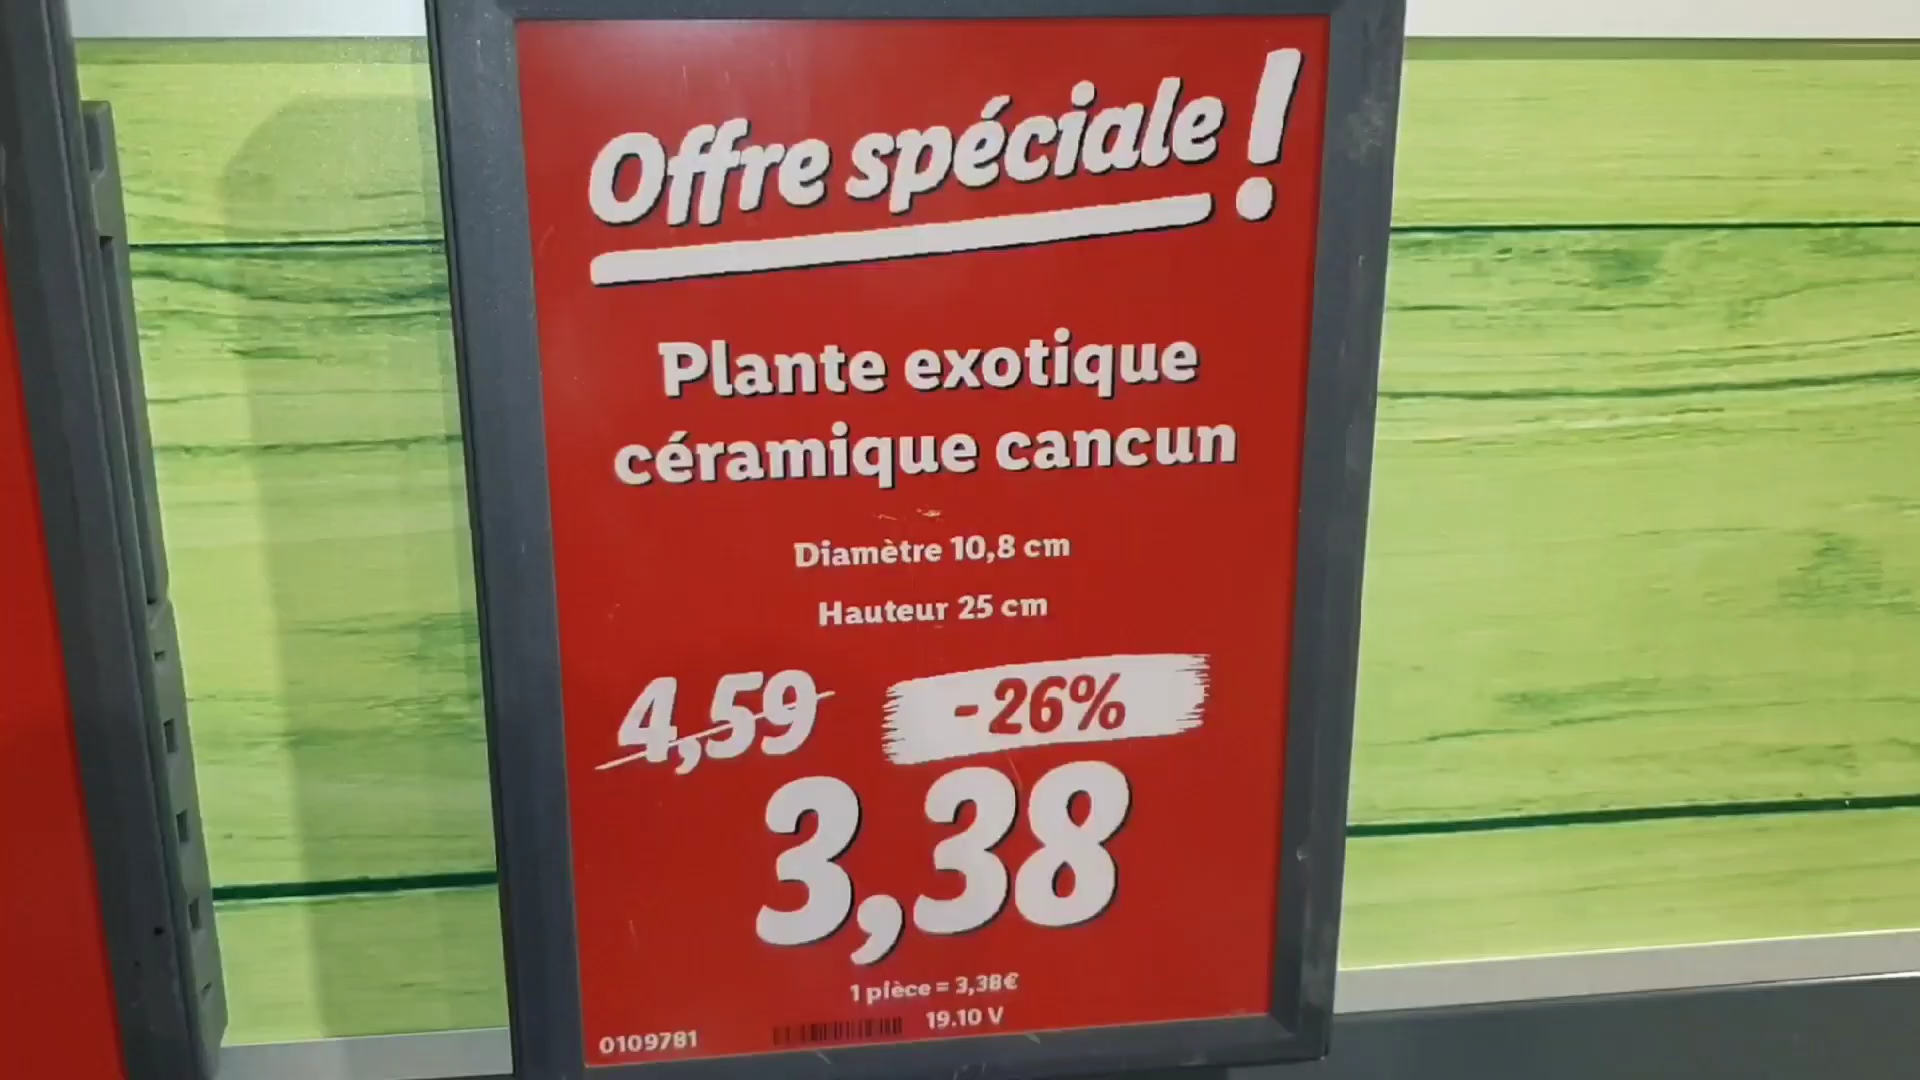 Offre spéciale !
Plante exotique
céramique cancun
Diamètre 10,8 cm
Hauteur 25 cm
4,59 -26%
3,38
1 pièce = 3,38€
19.10 V
0109781